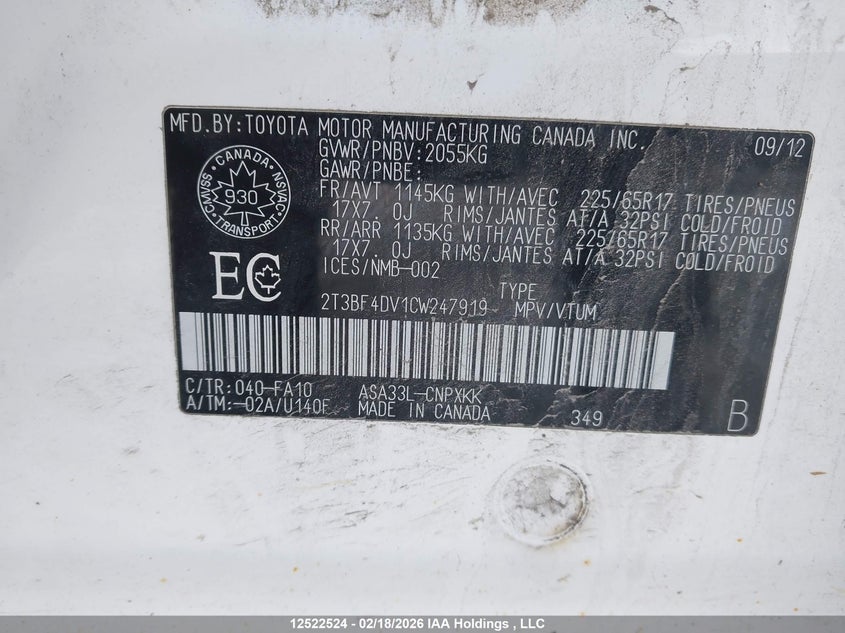 MFD.BY:TOYOTA MOTOR MANUFACTURING CANADA INC. 09/12
GVWR/PNBV:2055KG
GAWR/PNBE:
FR/AVT 1145KG WITH/AVEC 225/65R17 TIRES/PNEUS
17X7.0J RIMS/JANTES AT/A 32PSI COLD/FROID
RR/ARR 1135KG WITH/AVEC 225/65R17 TIRES/PNEUS
17X7.0J RIMS/JANTES AT/A 32PSI COLD/FROID
ICES/NMB-002
CANADA
CMVSS 930 NSVAC
TRANSPORT
EC
TYPE
2T3BF4DV1CW247919 MPV/VTUM
C/TR:040-FA10 ASA33L-CNPXKK
A/TM:-02A/U140F MADE IN CANADA 349 B
12522524 - 02/18/2026 IAA Holdings , LLC